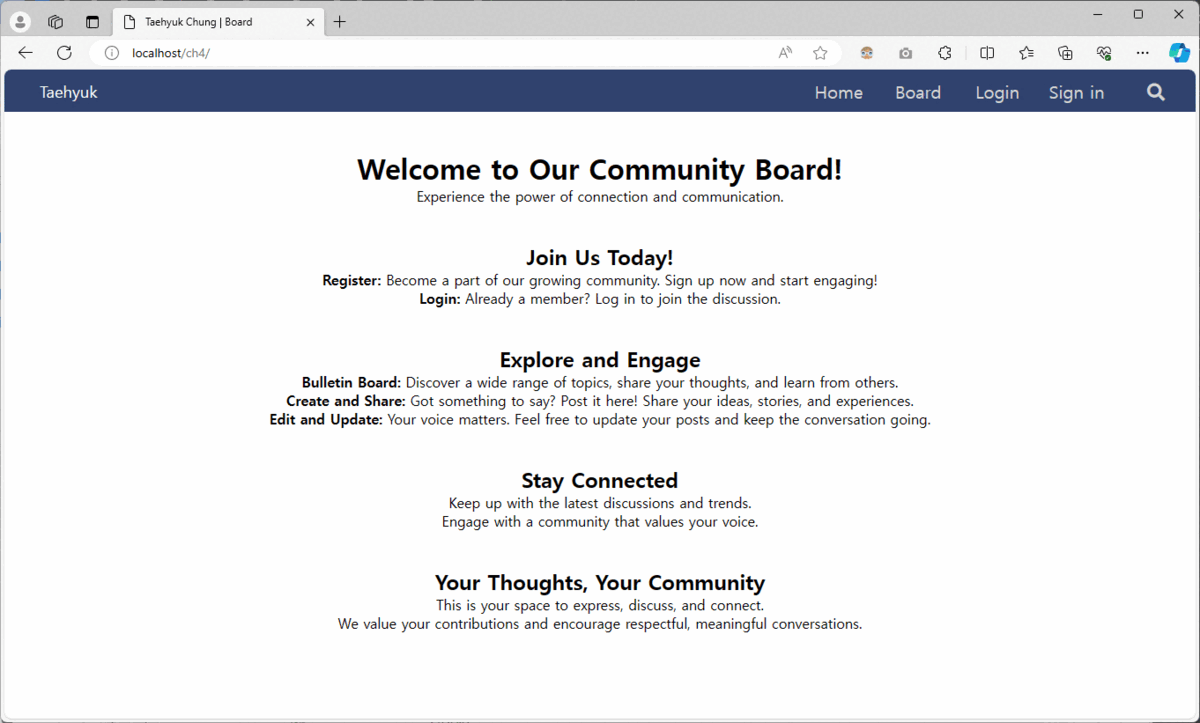 Taehyuk Chung | Board
localhost/ch4/
Taehyuk
Home Board Login Sign in
Welcome to Our Community Board!
Experience the power of connection and communication.
Join Us Today!
Register: Become a part of our growing community. Sign up now and start engaging!
Login: Already a member? Log in to join the discussion.
Explore and Engage
Bulletin Board: Discover a wide range of topics, share your thoughts, and learn from others.
Create and Share: Got something to say? Post it here! Share your ideas, stories, and experiences.
Edit and Update: Your voice matters. Feel free to update your posts and keep the conversation going.
Stay Connected
Keep up with the latest discussions and trends.
Engage with a community that values your voice.
Your Thoughts, Your Community
This is your space to express, discuss, and connect.
We value your contributions and encourage respectful, meaningful conversations.